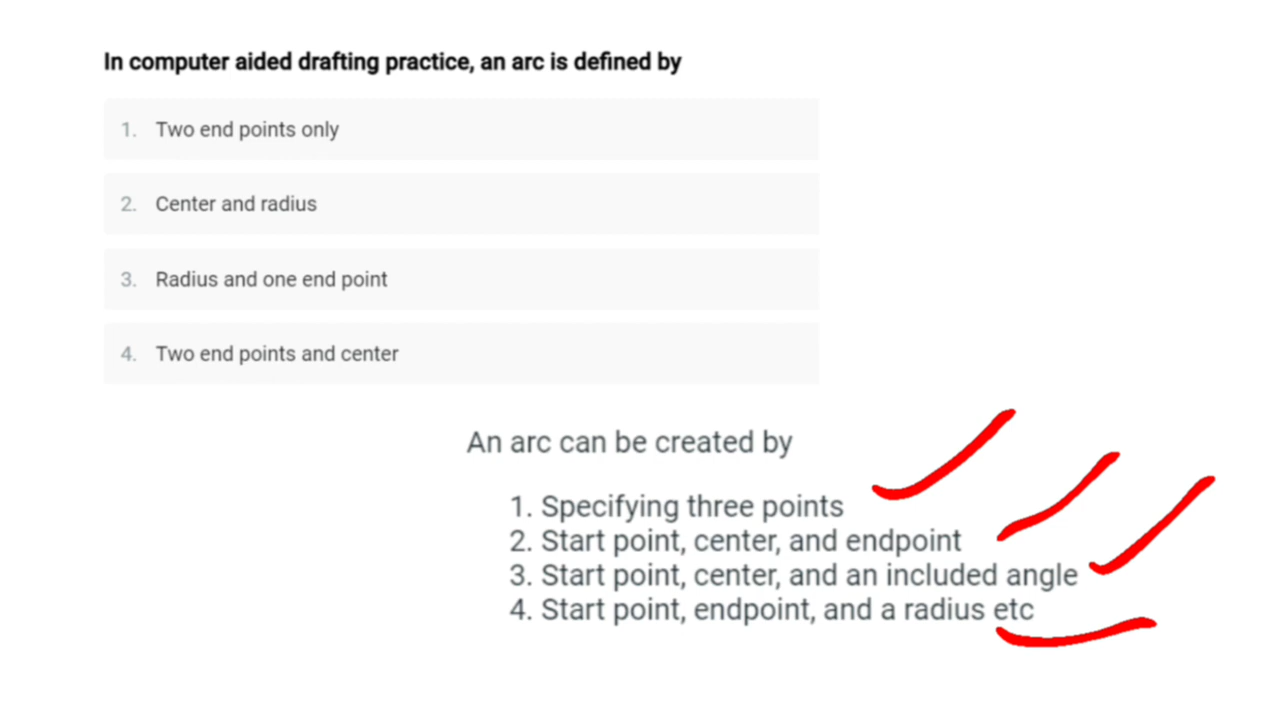 In computer aided drafting practice, an arc is defined by
1. Two end points only
2. Center and radius
3. Radius and one end point
4. Two end points and center
An arc can be created by
1. Specifying three points
2. Start point, center, and endpoint
3. Start point, center, and an included angle
4. Start point, endpoint, and a radius etc